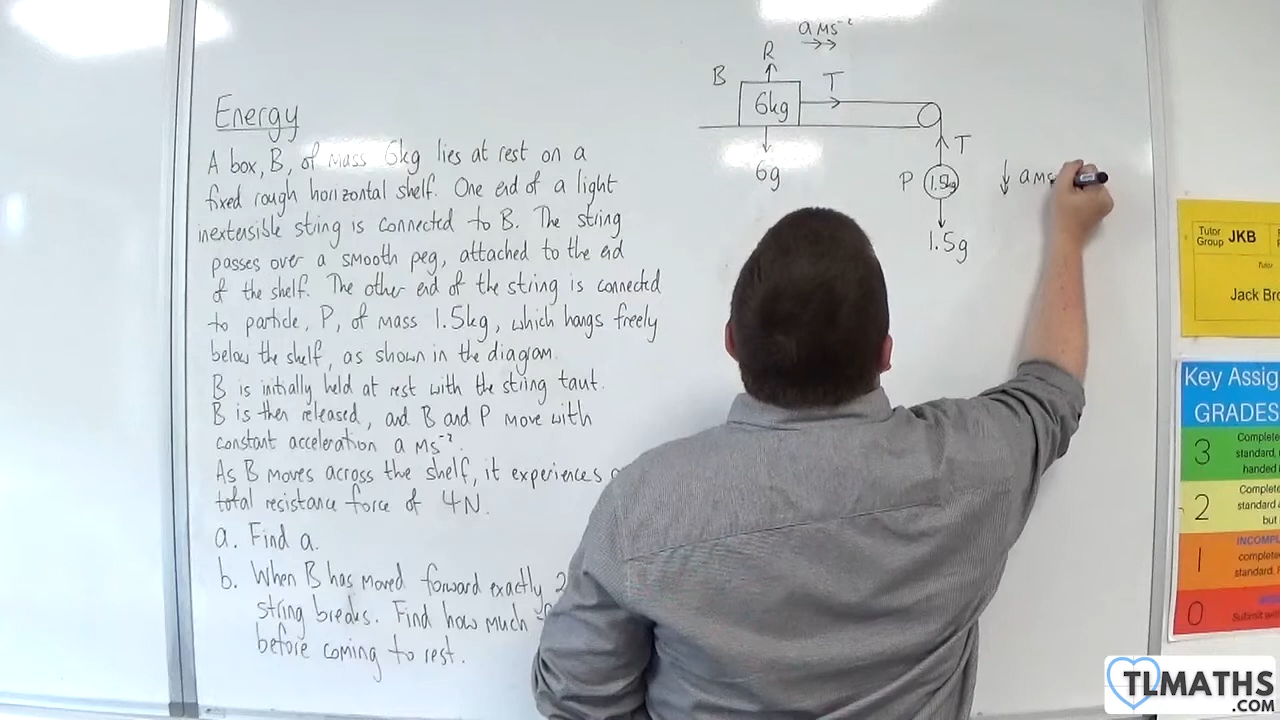 Energy
A box, B, of mass 6kg lies at rest on a
fixed rough horizontal shelf. One end of a light
inextensible string is connected to B. The string
passes over a smooth peg, attached to the end
of the shelf. The other end of the string is connected
to particle, P, of mass 1.5kg, which hangs freely
below the shelf, as shown in the diagram.
B is initially held at rest with the string taut.
B is then released, and B and P move with
constant acceleration a ms⁻².
As B moves across the shelf, it experiences
total resistance force of 4N.
a. Find a.
b. When B has moved forward exactly 2
string breaks. Find how much
before coming to rest.
a ms⁻²
R
B
T
6kg
6g
T
P
1.5kg
a ms
1.5g
Tutor
Group JKB
Tutor
Jack Bro
Key Assig
GRADES
3
Complete
standard,
handed
2
Complete
standard
but
1
INCOMPL
complete
standard.
0
Submit
TLMATHS
.COM